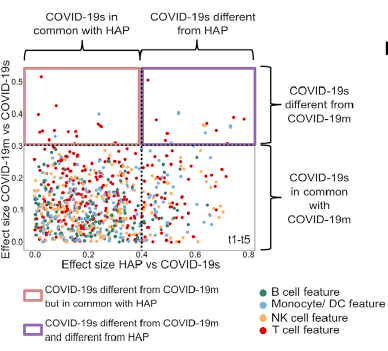 COVID-19s in
common with HAP
COVID-19s different
from HAP
Effect size COVID-19m vs COVID-19s
0.5
0.4
0.3
0.2
0.1
0.0
COVID-19s
different from
COVID-19m
COVID-19s
in common
with
COVID-19m
t1-t5
0.0
0.2
0.4
0.6
0.8
Effect size HAP vs COVID-19s
COVID-19s different from COVID-19m
but in common with HAP
COVID-19s different from COVID-19m
and different from HAP
B cell feature
Monocyte/ DC feature
NK cell feature
T cell feature